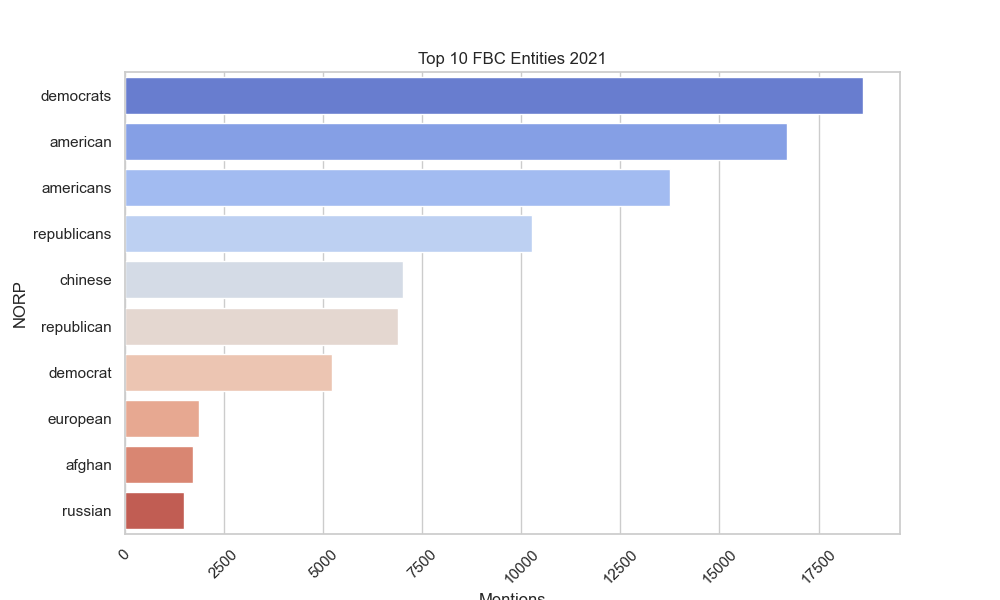 Top 10 FBC Entities 2021
democrats
american
americans
republicans
chinese
republican
democrat
european
afghan
russian
NORP
0
2500
5000
7500
10000
12500
15000
17500
Mentions